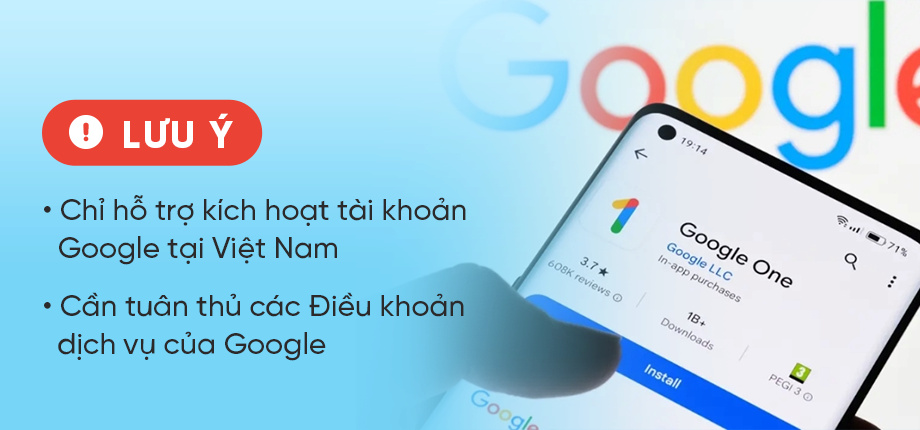 Google
! LƯU Ý
• Chỉ hỗ trợ kích hoạt tài khoản
Google tại Việt Nam
• Cần tuân thủ các Điều khoản
dịch vụ của Google
19:14
71%
Google One
Google LLC
In-app purchases
3.7★
608K reviews
1B+
Downloads
3
PEGI 3
Install
Google